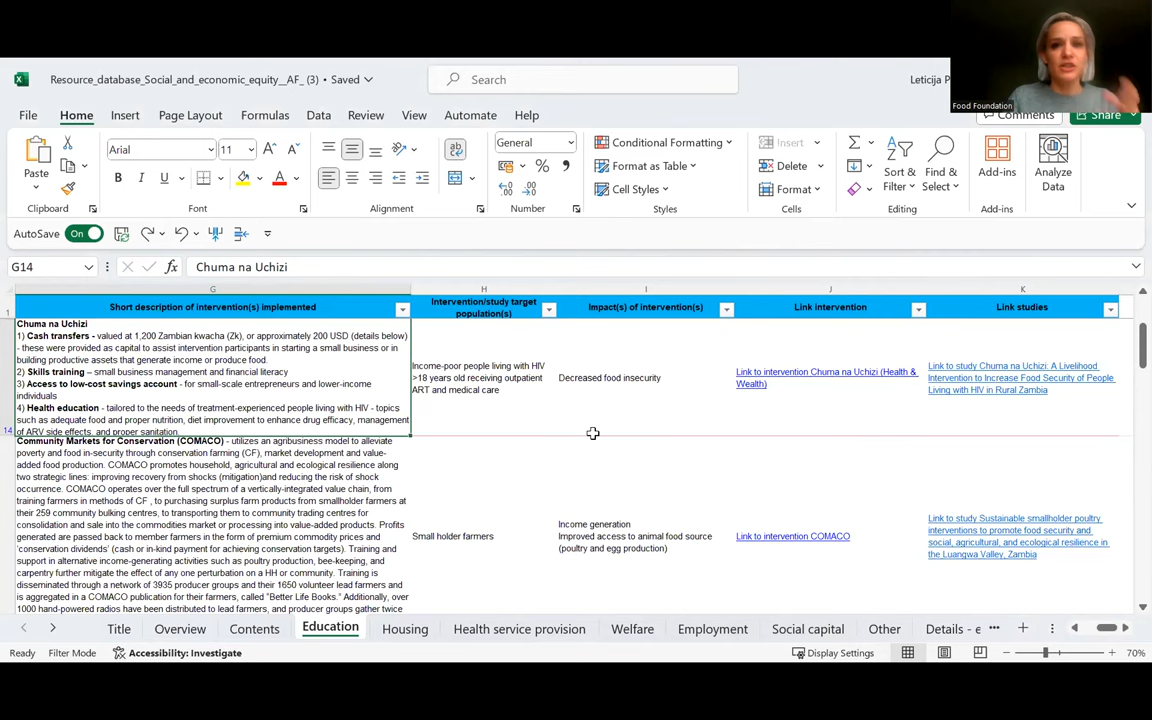 Resource_database_Social_and_economic_equity__AF_ (3) • Saved
Search
Leticija P
Food Foundation
File Home Insert Page Layout Formulas Data Review View Automate Help
Comments
Share
Paste
Arial
11
General
Conditional Formatting
Insert
Format as Table
Delete
Cell Styles
Format
Sort &
Filter
Find &
Select
Add-ins
Analyze
Data
Clipboard
Font
Alignment
Number
Styles
Cells
Editing
Add-ins
AutoSave On
G14
fx Chuma na Uchizi
G H I J K
1
Short description of intervention(s) implemented
Intervention/study target
population(s)
Impact(s) of intervention(s)
Link intervention
Link studies
14
Chuma na Uchizi
1) Cash transfers - valued at 1,200 Zambian kwacha (Zk), or approximately 200 USD (details below)
- these were provided as capital to assist intervention participants in starting a small business or in
building productive assets that generate income or produce food.
2) Skills training – small business management and financial literacy
3) Access to low-cost savings account - for small-scale entrepreneurs and lower-income
individuals
4) Health education - tailored to the needs of treatment-experienced people living with HIV - topics
such as adequate food and proper nutrition, diet improvement to enhance drug efficacy, management
of ARV side effects, and proper sanitation
Income-poor people living with HIV
>18 years old receiving outpatient
ART and medical care
Decreased food insecurity
Link to intervention Chuma na Uchizi (Health &
Wealth)
Link to study Chuma na Uchizi: A Livelihood
Intervention to Increase Food Security of People
Living with HIV in Rural Zambia
Community Markets for Conservation (COMACO) - utilizes an agribusiness model to alleviate
poverty and food in-security through conservation farming (CF), market development and value-
added food production. COMACO promotes household, agricultural and ecological resilience along
two strategic lines: improving recovery from shocks (mitigation)and reducing the risk of shock
occurrence. COMACO operates over the full spectrum of a vertically-integrated value chain, from
training farmers in methods of CF , to purchasing surplus farm products from smallholder farmers at
their 259 community bulking centres, to transporting them to community trading centres for
consolidation and sale into the commodities market or processing into value-added products. Profits
generated are passed back to member farmers in the form of premium commodity prices and
'conservation dividends' (cash or in-kind payment for achieving conservation targets). Training and
support in alternative income-generating activities such as poultry production, bee-keeping, and
carpentry further mitigate the effect of any one perturbation on a HH or community. Training is
disseminated through a network of 3935 producer groups and their 1650 volunteer lead farmers and
is aggregated in a COMACO publication for their farmers, called "Better Life Books." Additionally, over
1000 hand-powered radios have been distributed to lead farmers, and producer groups gather twice
Small holder farmers
Income generation
Improved access to animal food source
(poultry and egg production)
Link to intervention COMACO
Link to study Sustainable smallholder poultry
interventions to promote food security and
social, agricultural, and ecological resilience in
the Luangwa Valley, Zambia
Title Overview Contents Education Housing Health service provision Welfare Employment Social capital Other Details - e
Ready Filter Mode Accessibility: Investigate
Display Settings
70%